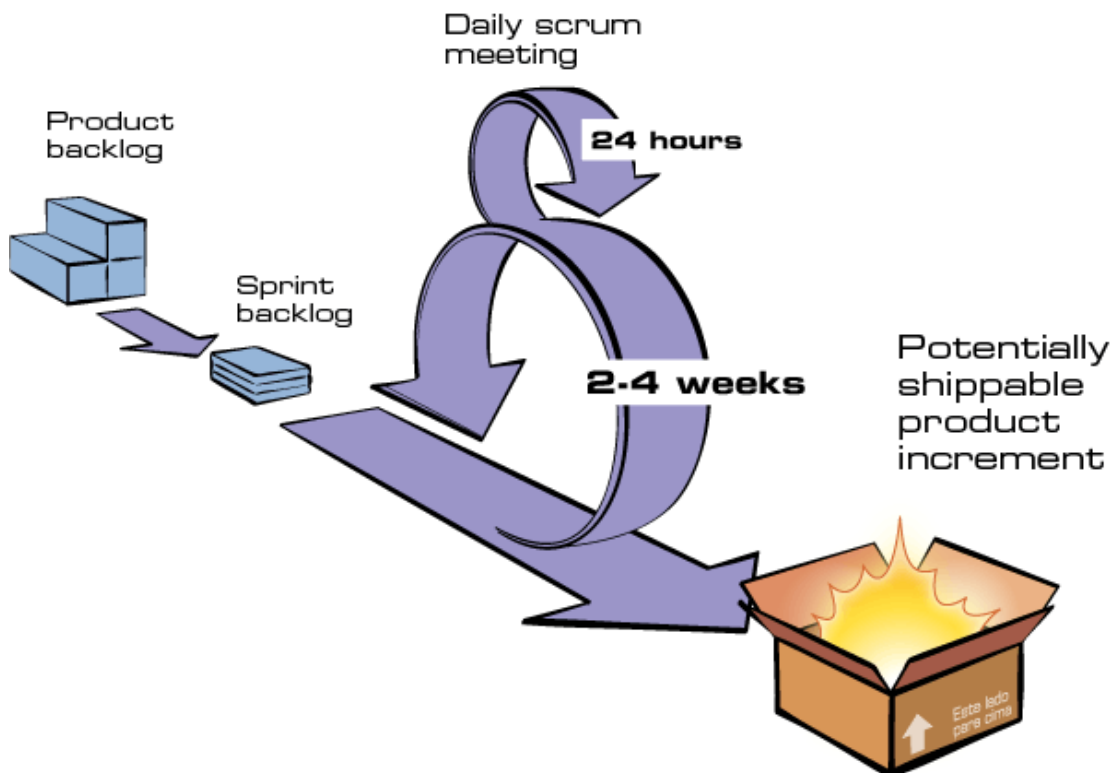 Daily scrum
meeting
24 hours
Product
backlog
Sprint
backlog
2-4 weeks
Potentially
shippable
product
increment
Este lado
para cima